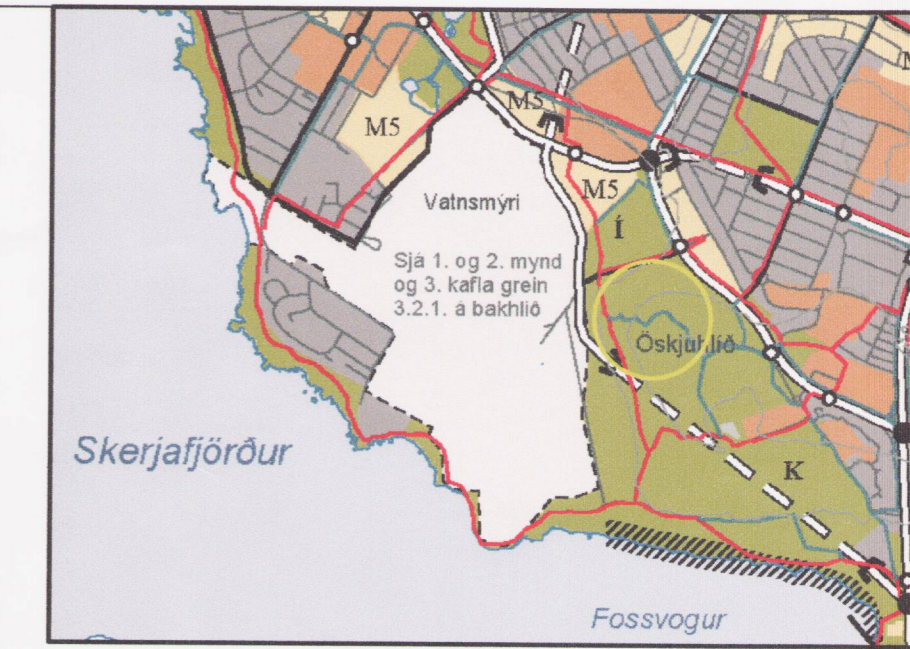 M5
M5
M5
Vatnsmýri
Í
Sjá 1. og 2. mynd
og 3. kafla grein
3.2.1. á bakhlið
Öskjuhlíð
Skerjafjörður
K
Fossvogur